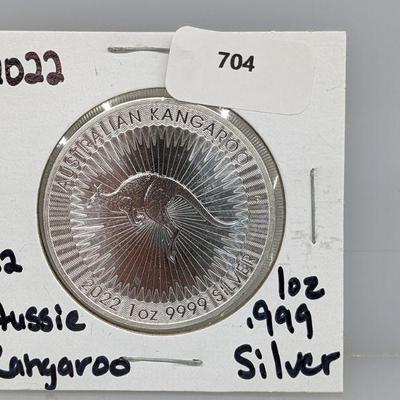 2022
704
AUSTRALIAN KANGAROO
2022 1oz 9999 SILVER
1oz
.999
Silver
Aussie
Kangaroo